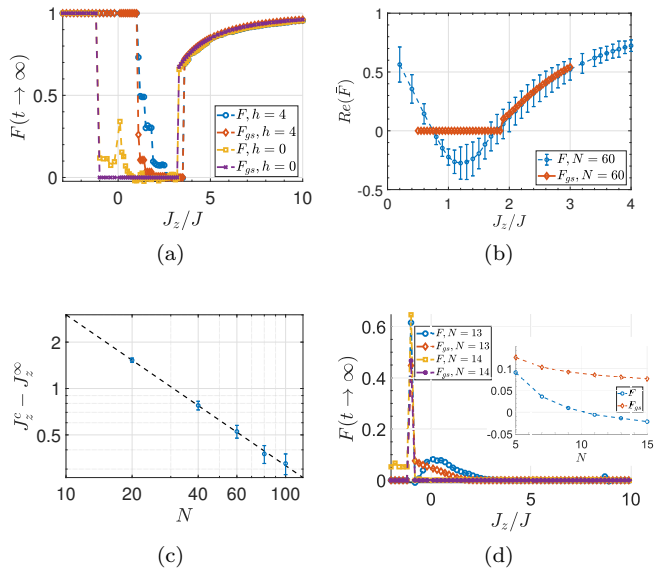 1
0.5
0
0 5 10
F(t → ∞)
J_z/J
F, h = 4
F_gs, h = 4
F, h = 0
F_gs, h = 0
(a)
1
0.5
0
-0.5
0 1 2 3 4
Re(F̄)
J_z/J
F, N = 60
F_gs, N = 60
(b)
2
1
0.5
10 20 40 60 100
J_z^c − J_z^∞
N
(c)
0.6
0.4
0.2
0
0 5 10
F(t → ∞)
J_z/J
F, N = 13
F_gs, N = 13
F, N = 14
F_gs, N = 14
0.15
0.1
0.05
0
-0.05
5 10 15
N
F
F_gs
(d)